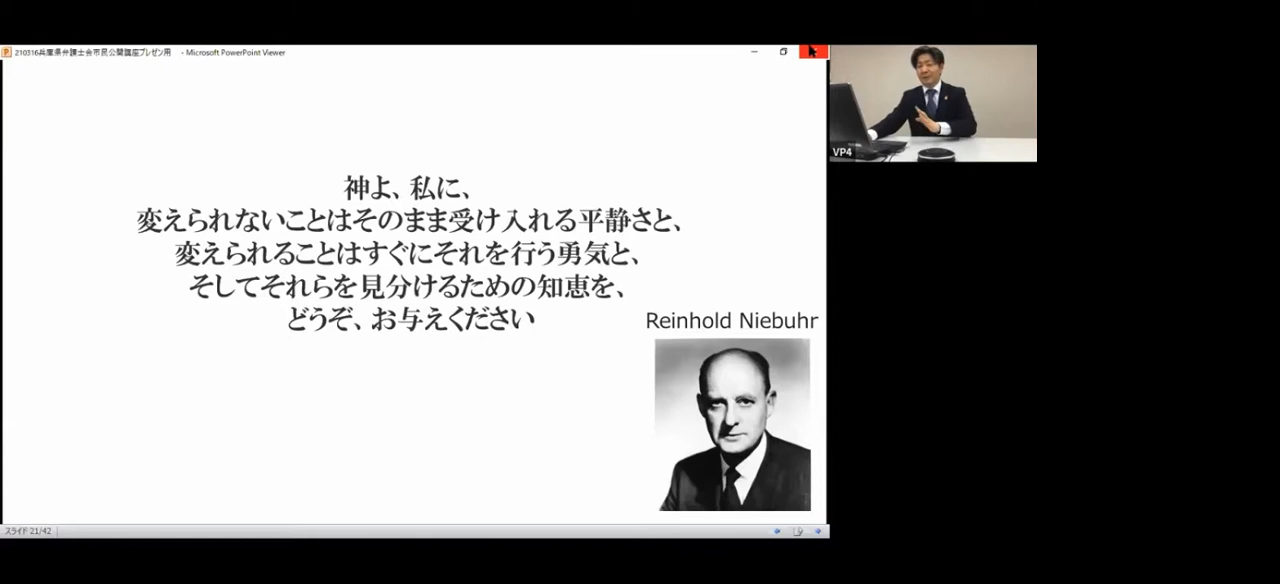 210316兵庫県弁護士会市民公開講座プレゼン用 - Microsoft PowerPoint Viewer
神よ、私に、
変えられないことはそのまま受け入れる平静さと、
変えられることはすぐにそれを行う勇気と、
そしてそれらを見分けるための知恵を、
どうぞ、お与えください
Reinhold Niebuhr
VP4
スライド 21/42